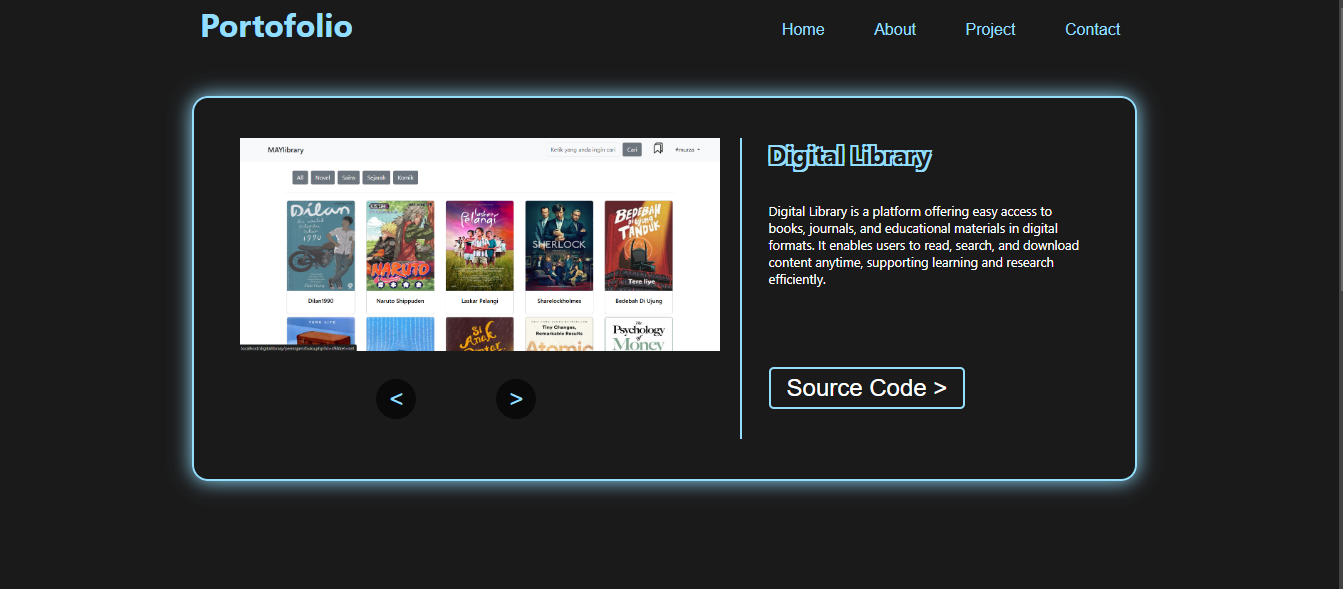 Portofolio
Home About Project Contact
MAYlibrary
Ketik yang anda ingin cari
Cari
All Novel Sains Sejarah Komik
Dilan
1990
NARUTO
Laskar Pelangi
SHERLOCK
BEDEBAH DI UJUNG TANDUK
Tere liye
Dilan1990
Naruto Shippuden
Laskar Pelangi
Sharelockholmes
Bedebah Di Ujung
Si Anak
Tiny Changes,
Remarkable Results
Atomic
The
Psychology
of
Money
<
>
Digital Library
Digital Library is a platform offering easy access to
books, journals, and educational materials in digital
formats. It enables users to read, search, and download
content anytime, supporting learning and research
efficiently.
Source Code >